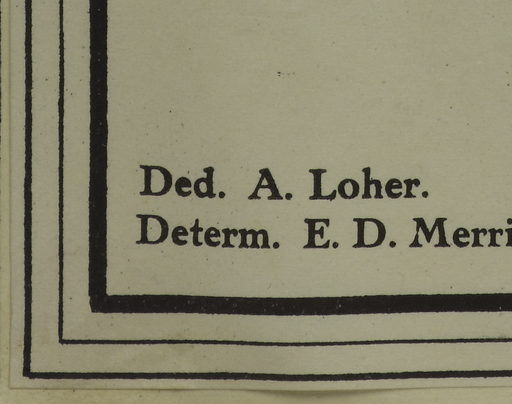 Ded. A. Loher.
Determ. E. D. Merri